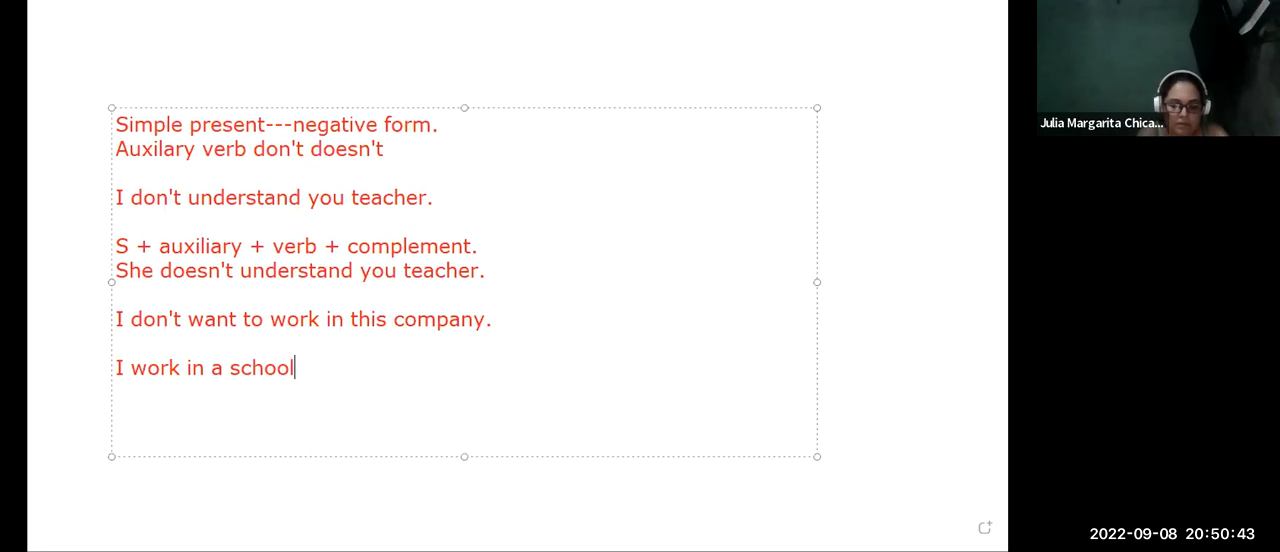 Simple present---negative form.
Auxilary verb don't doesn't
I don't understand you teacher.
S + auxiliary + verb + complement.
She doesn't understand you teacher.
I don't want to work in this company.
I work in a school
Julia Margarita Chica...
2022-09-08 20:50:43